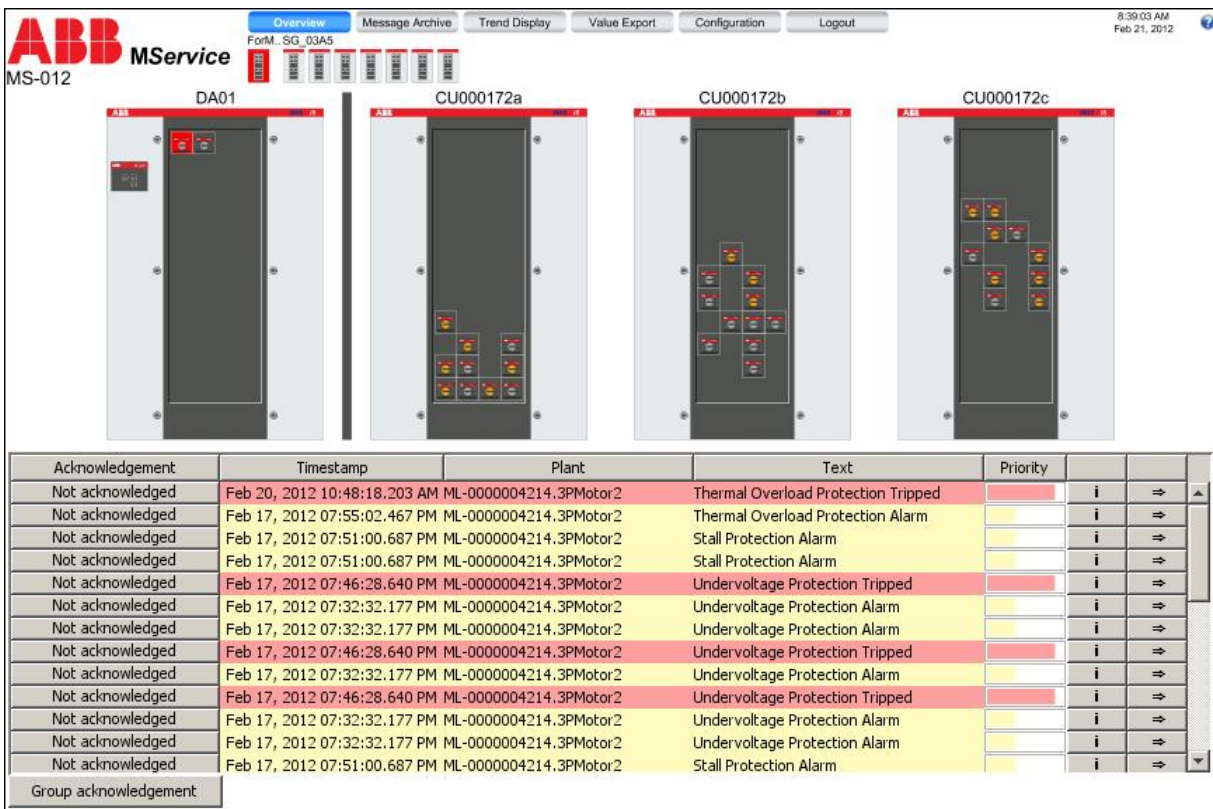 ABB MService
MS-012
Overview Message Archive Trend Display Value Export Configuration Logout
8:39:03 AM
Feb 21, 2012
?
ForM.. SG_03A5
DA01 CU000172a CU000172b CU000172c
ABB ABB ABB ABB
Acknowledgement Timestamp Plant Text Priority
Not acknowledged Feb 20, 2012 10:48:18.203 AM ML-0000004214.3PMotor2 Thermal Overload Protection Tripped i ⇒
Not acknowledged Feb 17, 2012 07:55:02.467 PM ML-0000004214.3PMotor2 Thermal Overload Protection Alarm i ⇒
Not acknowledged Feb 17, 2012 07:51:00.687 PM ML-0000004214.3PMotor2 Stall Protection Alarm i ⇒
Not acknowledged Feb 17, 2012 07:51:00.687 PM ML-0000004214.3PMotor2 Stall Protection Alarm i ⇒
Not acknowledged Feb 17, 2012 07:46:28.640 PM ML-0000004214.3PMotor2 Undervoltage Protection Tripped i ⇒
Not acknowledged Feb 17, 2012 07:32:32.177 PM ML-0000004214.3PMotor2 Undervoltage Protection Alarm i ⇒
Not acknowledged Feb 17, 2012 07:32:32.177 PM ML-0000004214.3PMotor2 Undervoltage Protection Alarm i ⇒
Not acknowledged Feb 17, 2012 07:46:28.640 PM ML-0000004214.3PMotor2 Undervoltage Protection Tripped i ⇒
Not acknowledged Feb 17, 2012 07:32:32.177 PM ML-0000004214.3PMotor2 Undervoltage Protection Alarm i ⇒
Not acknowledged Feb 17, 2012 07:46:28.640 PM ML-0000004214.3PMotor2 Undervoltage Protection Tripped i ⇒
Not acknowledged Feb 17, 2012 07:32:32.177 PM ML-0000004214.3PMotor2 Undervoltage Protection Alarm i ⇒
Not acknowledged Feb 17, 2012 07:32:32.177 PM ML-0000004214.3PMotor2 Undervoltage Protection Alarm i ⇒
Not acknowledged Feb 17, 2012 07:51:00.687 PM ML-0000004214.3PMotor2 Stall Protection Alarm i ⇒
Group acknowledgement